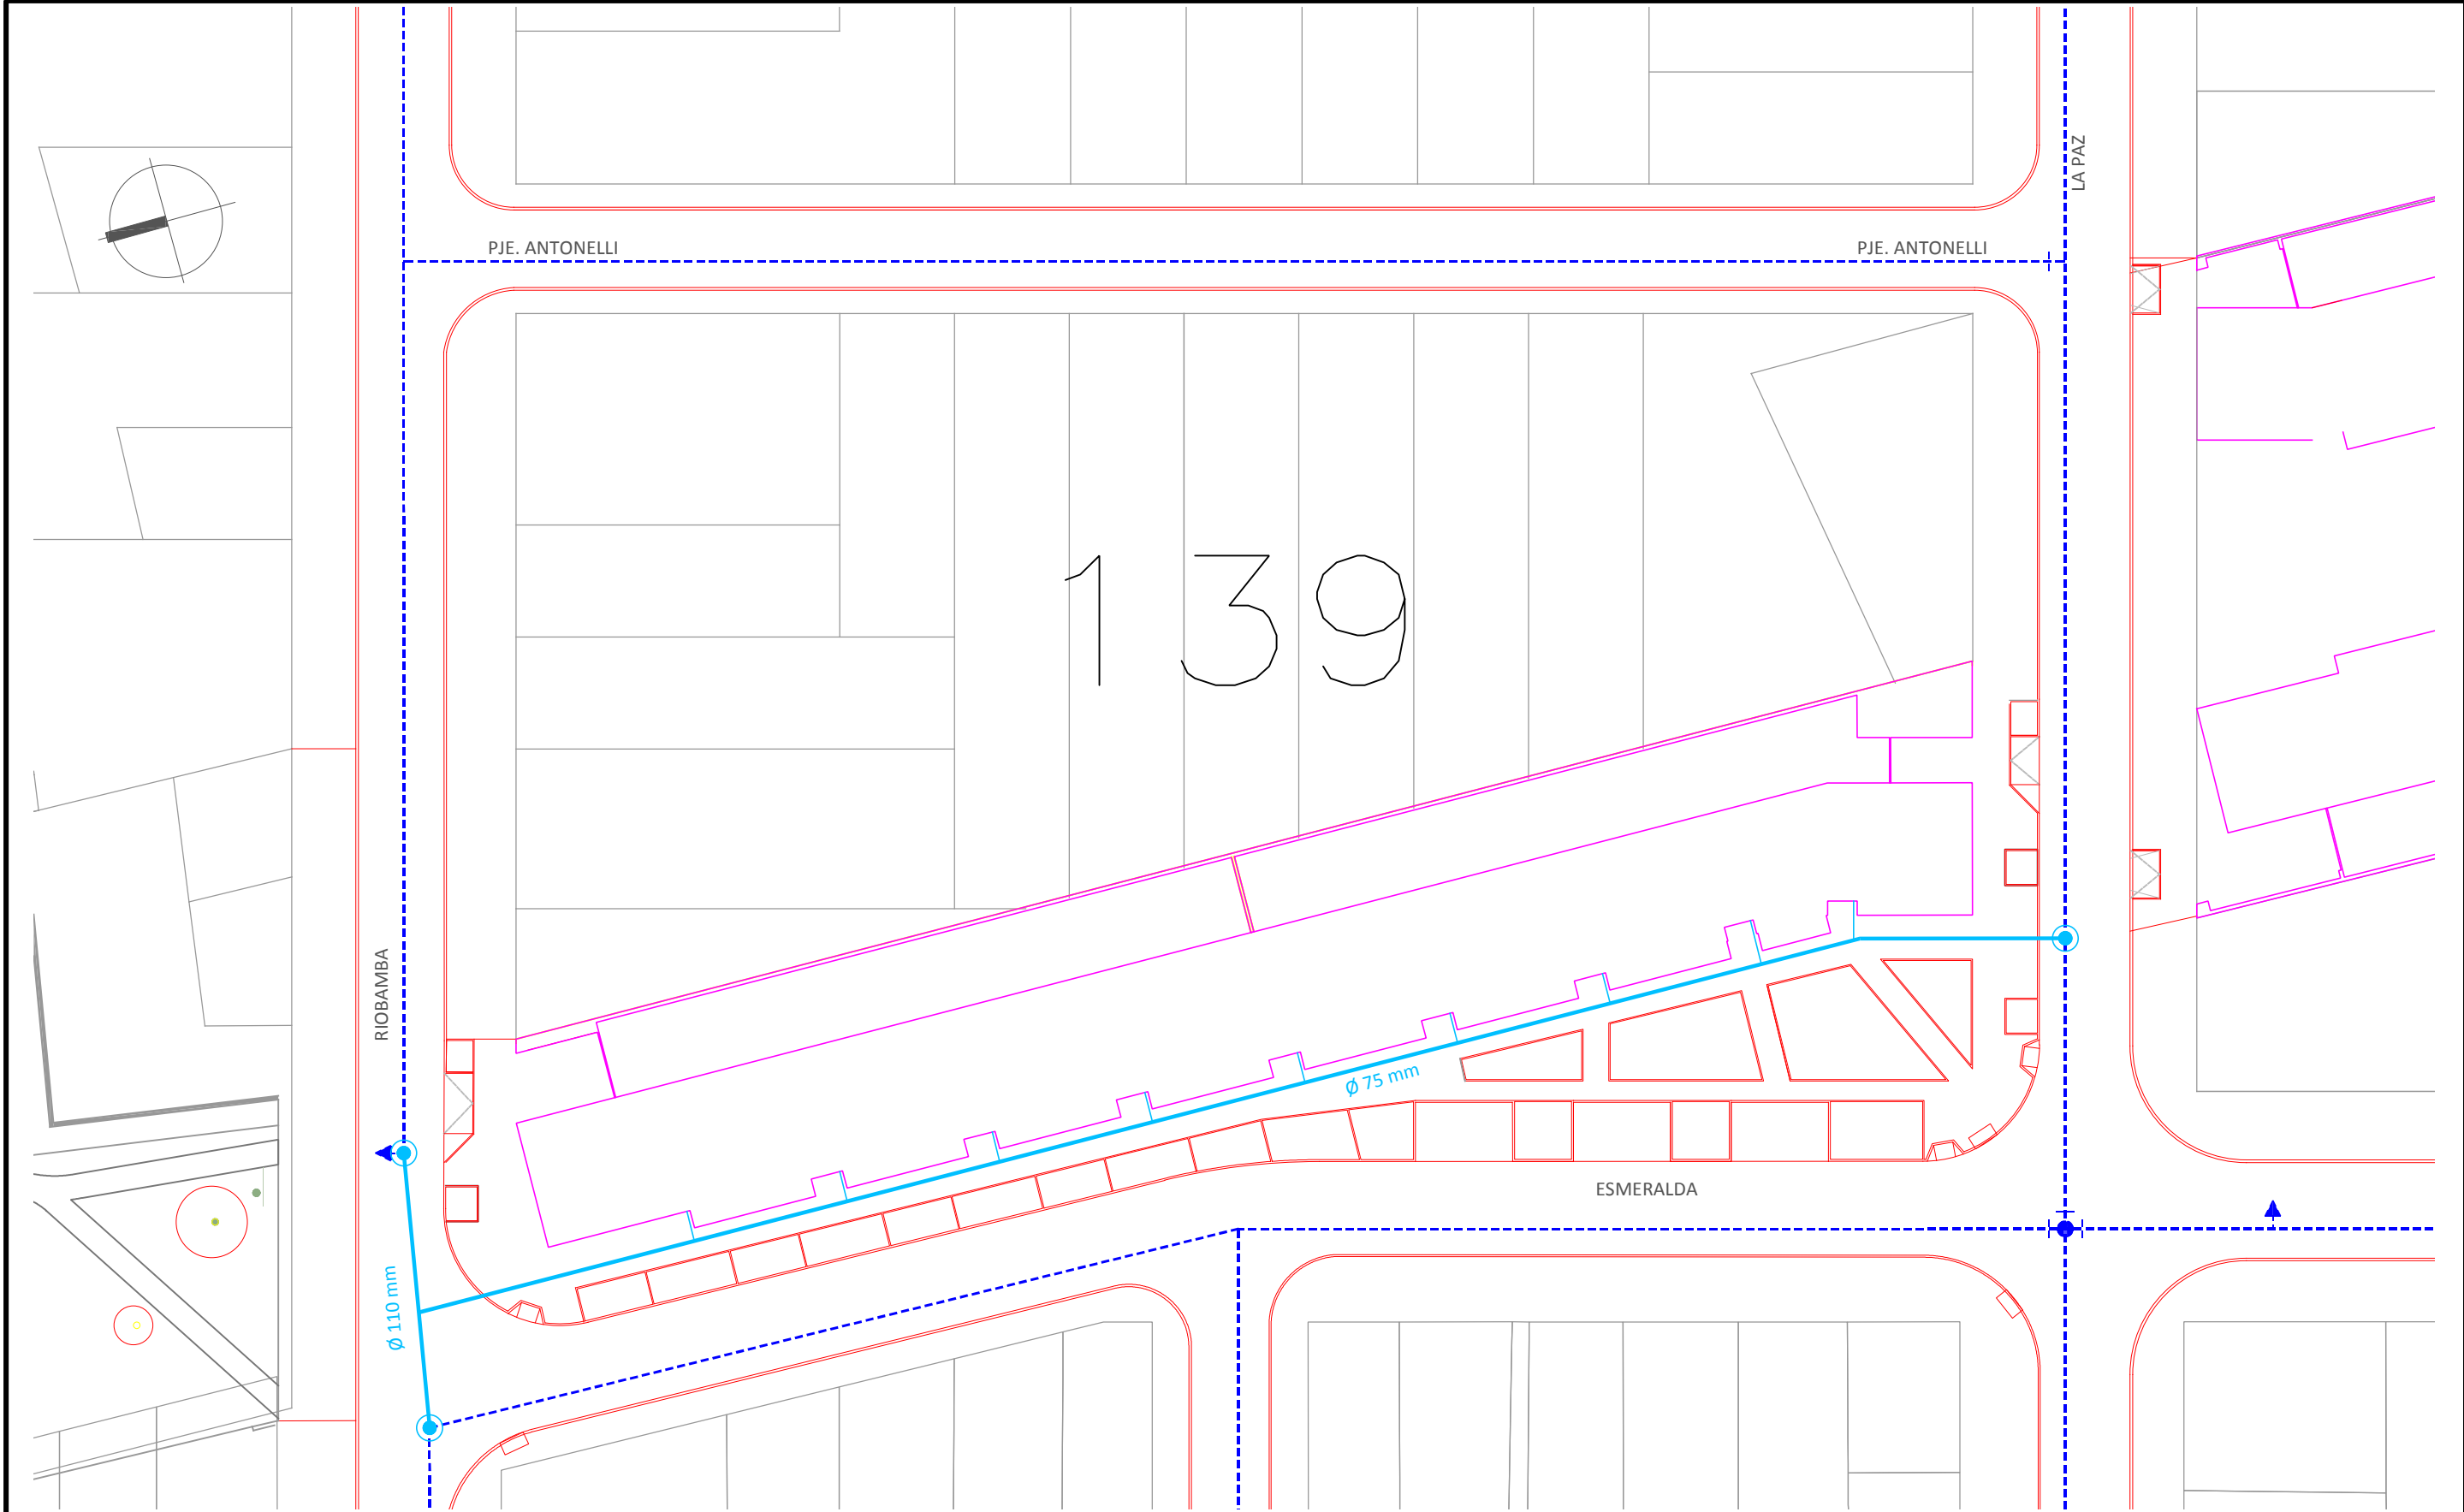 LA PAZ
PJE. ANTONELLI
PJE. ANTONELLI
139
RIOBAMBA
Ø 75 mm
ESMERALDA
Ø 110 mm